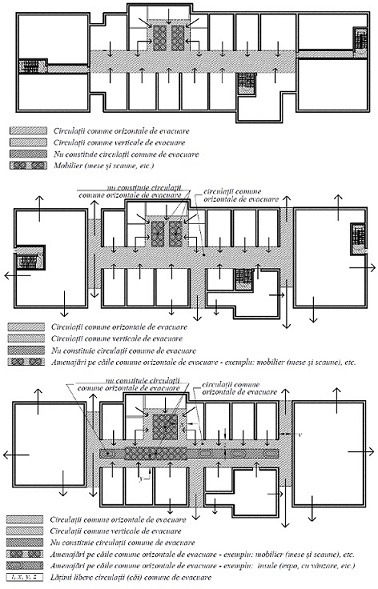 Circulații comune orizontale de evacuare
Circulații comune verticale de evacuare
Nu constituie circulații comune de evacuare
Mobilier (mese și scaune, etc.)
nu constituie circulații
comune orizontale de evacuare
circulații comune
orizontale de evacuare
Circulații comune orizontale de evacuare
Circulații comune verticale de evacuare
Nu constituie circulații comune de evacuare
Amenajări pe căile comune orizontale de evacuare - exemplu: mobilier (mese și scaune), etc.
nu constituie circulații
comune orizontale de evacuare
circulații comune
orizontale de evacuare
Circulații comune orizontale de evacuare
Circulații comune verticale de evacuare
Nu constituie circulații comune de evacuare
Amenajări pe căile comune orizontale de evacuare - exemplu: mobilier (mese și scaune), etc.
Amenajări pe căile comune orizontale de evacuare - exemplu: insule (expo, cu vânzare, etc.)
Lățimi libere circulații (căi) comune de evacuare